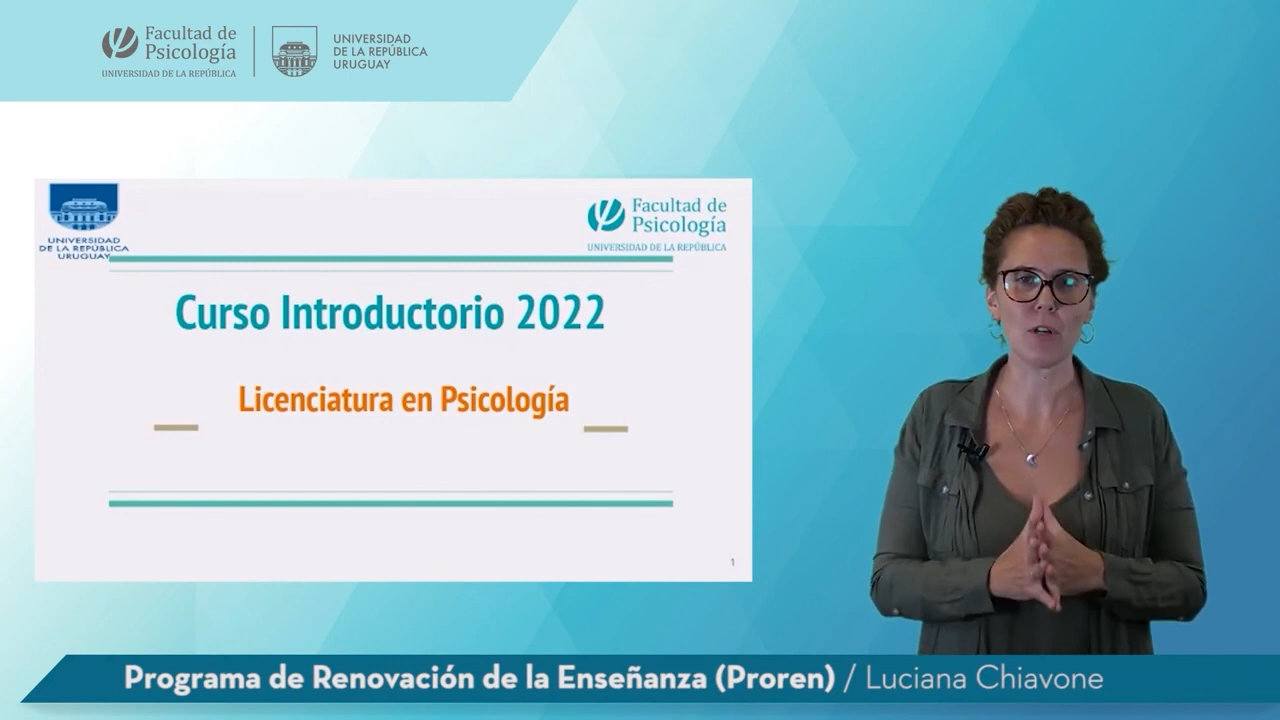 Facultad de
Psicología
UNIVERSIDAD DE LA REPÚBLICA
UNIVERSIDAD
DE LA REPÚBLICA
URUGUAY
UNIVERSIDAD
DE LA REPÚBLICA
URUGUAY
Facultad de
Psicología
UNIVERSIDAD DE LA REPÚBLICA
Curso Introductorio 2022
Licenciatura en Psicología
1
Programa de Renovación de la Enseñanza (Proren) / Luciana Chiavone